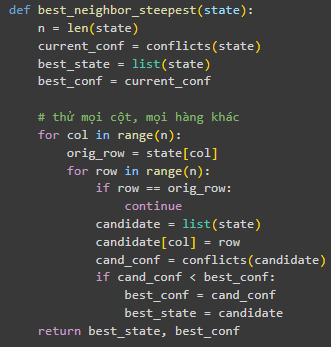 def best_neighbor_steepest(state):
    n = len(state)
    current_conf = conflicts(state)
    best_state = list(state)
    best_conf = current_conf

    # thử mọi cột, mọi hàng khác
    for col in range(n):
        orig_row = state[col]
        for row in range(n):
            if row == orig_row:
                continue
            candidate = list(state)
            candidate[col] = row
            cand_conf = conflicts(candidate)
            if cand_conf < best_conf:
                best_conf = cand_conf
                best_state = candidate
    return best_state, best_conf